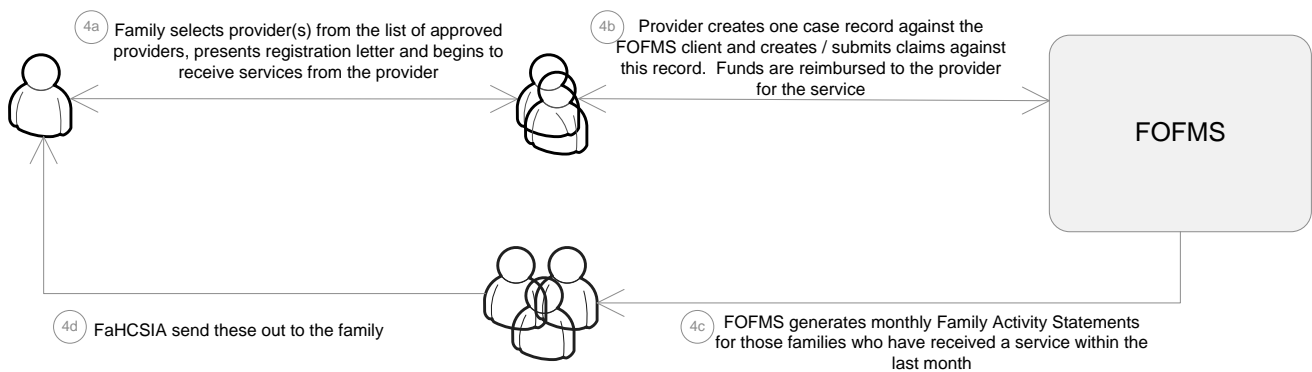 4a
Family selects provider(s) from the list of approved
providers, presents registration letter and begins to
receive services from the provider
4b
Provider creates one case record against the
FOFMS client and creates / submits claims against
this record.  Funds are reimbursed to the provider
for the service
FOFMS
4d
FaHCSIA send these out to the family
4c
FOFMS generates monthly Family Activity Statements
for those families who have received a service within the
last month